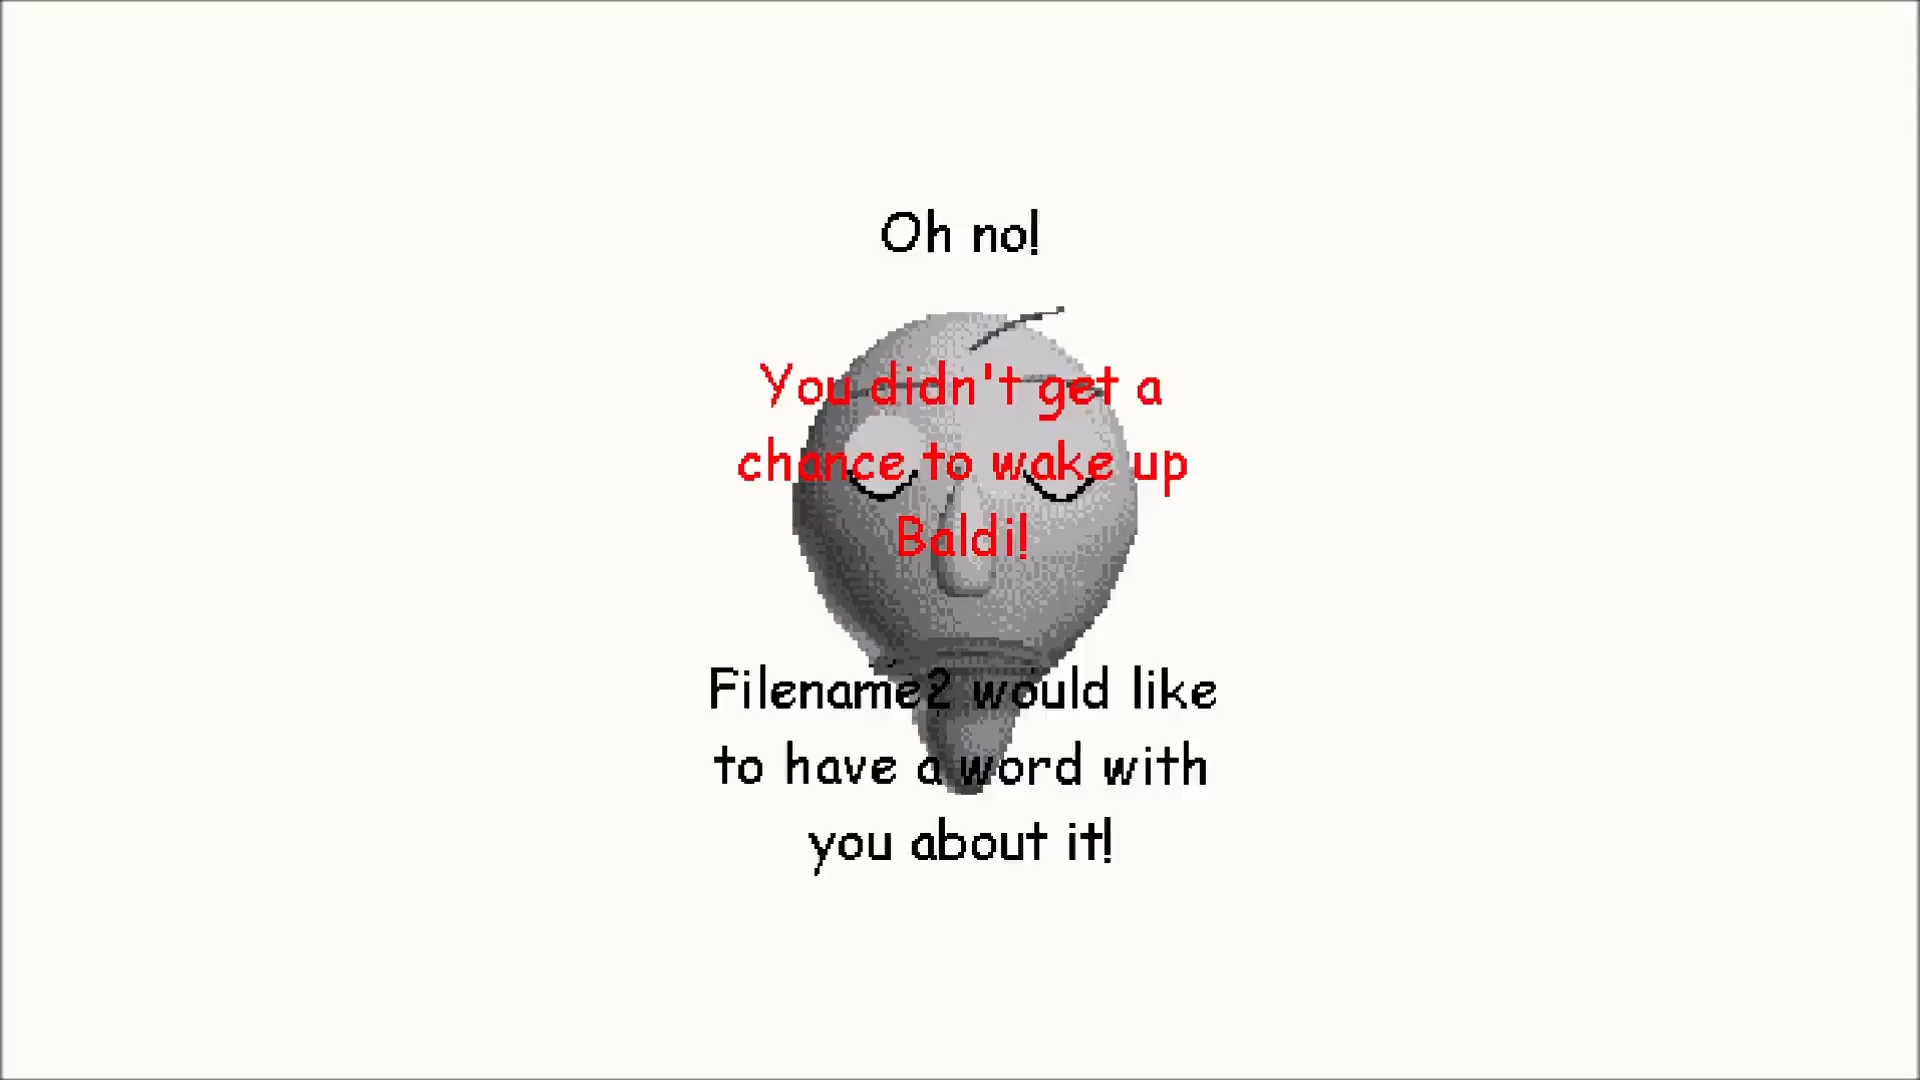 Oh no!
You didn't get a
chance to wake up
Baldi!
Filename2 would like
to have a word with
you about it!